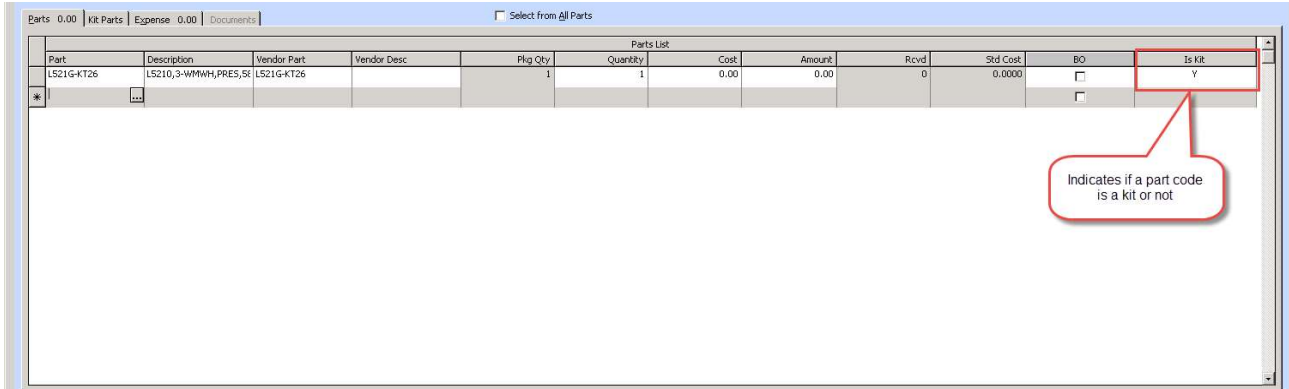 Parts 0.00 Kit Parts Expense 0.00 Documents Select from All Parts
Parts List
Part Description Vendor Part Vendor Desc Pkg Qty Quantity Cost Amount Rcvd Std Cost BO Is Kit
L521G-KT26 L5210,3-WMWH,PRES,58 L521G-KT26 1 1 0.00 0.00 0 0.0000 Y
* ...
Indicates if a part code
is a kit or not